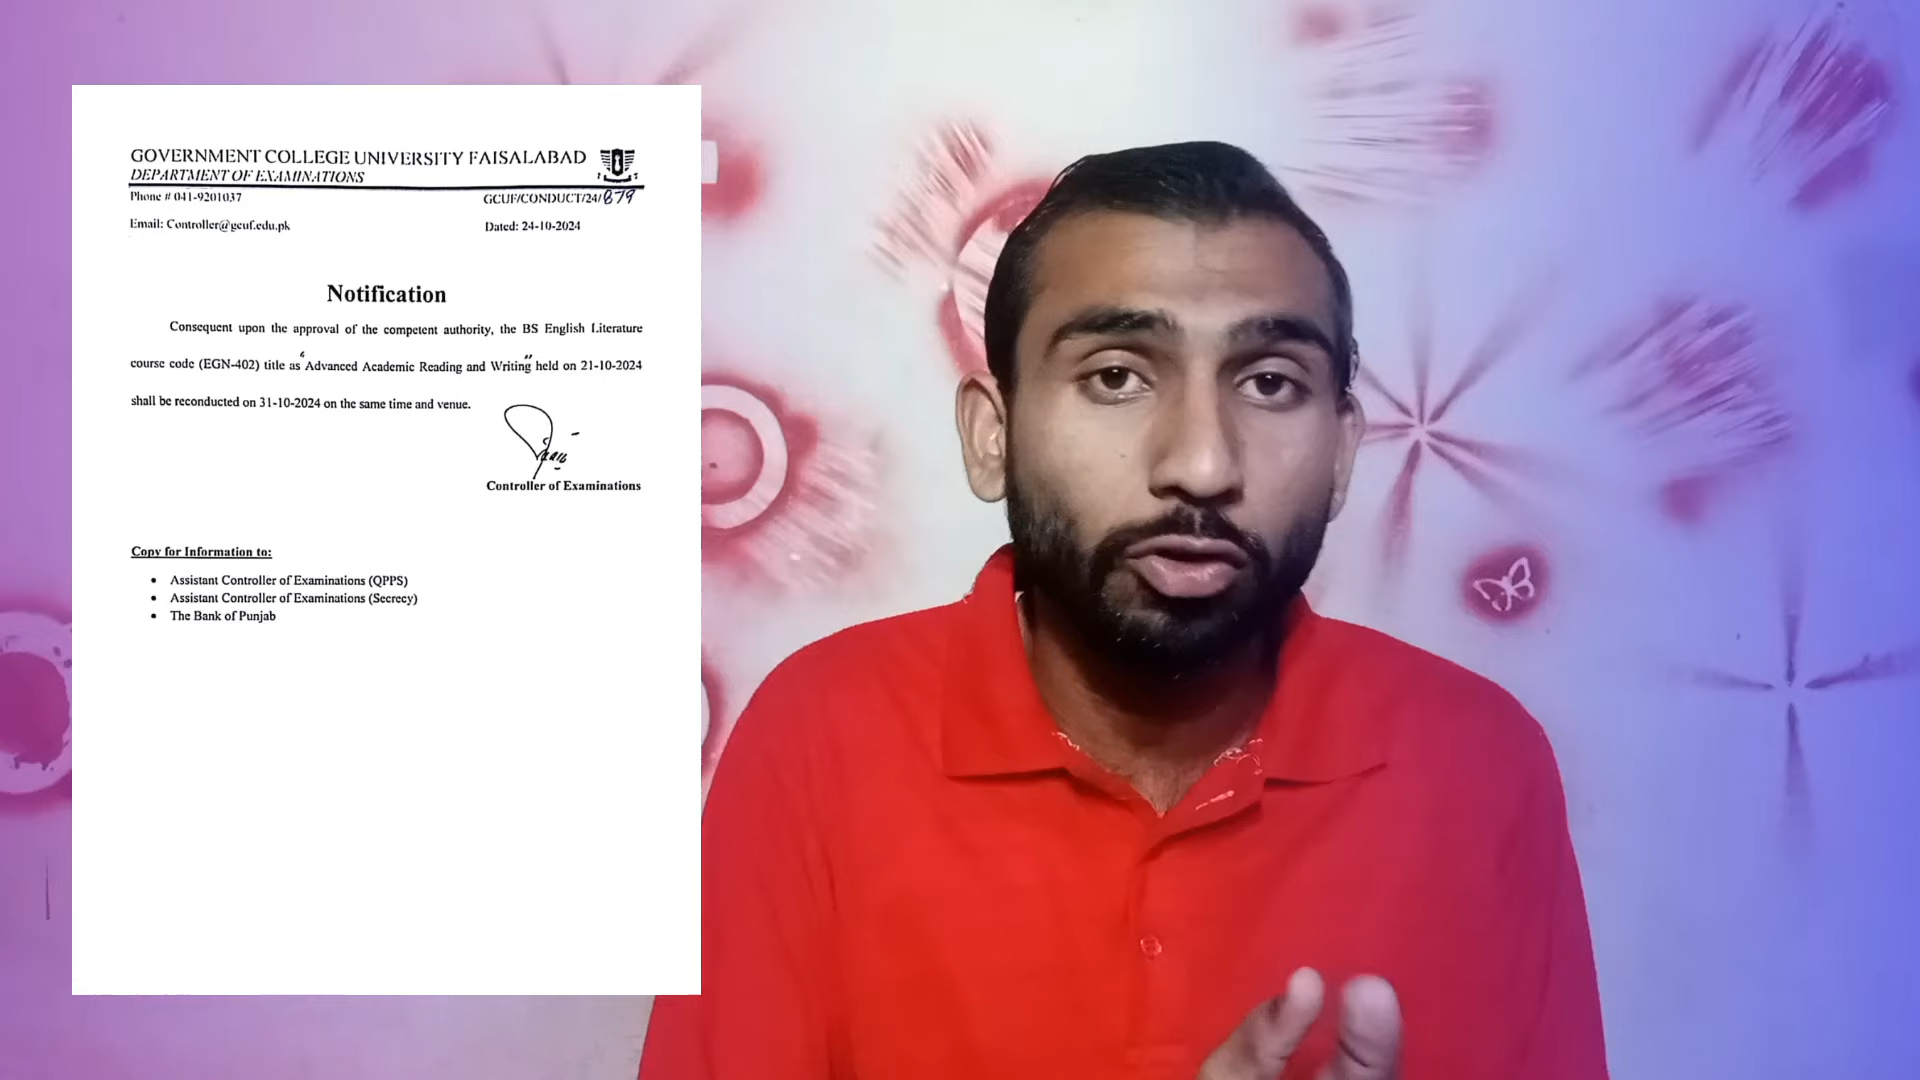 GOVERNMENT COLLEGE UNIVERSITY FAISALABAD
DEPARTMENT OF EXAMINATIONS
Phone # 041-9201037
GCUF/CONDUCT/24/879
Email: Controller@gcuf.edu.pk
Dated: 24-10-2024
Notification
Consequent upon the approval of the competent authority, the BS English Literature
course code (EGN-402) title as "Advanced Academic Reading and Writing" held on 21-10-2024
shall be reconducted on 31-10-2024 on the same time and venue.
Controller of Examinations
Copy for Information to:
• Assistant Controller of Examinations (QPPS)
• Assistant Controller of Examinations (Secrecy)
• The Bank of Punjab